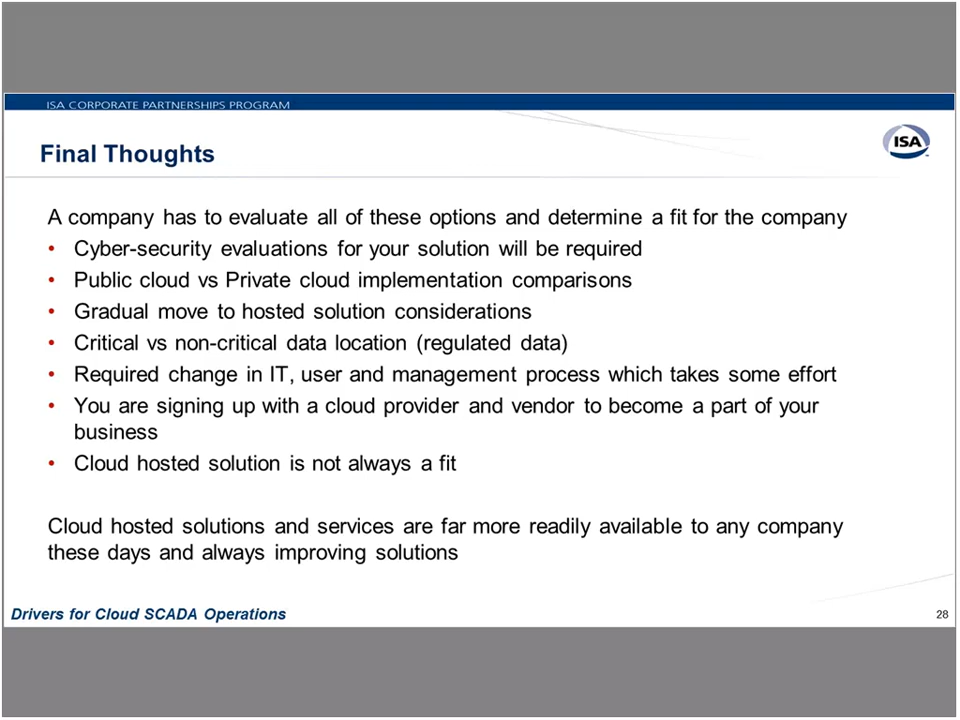 ISA CORPORATE PARTNERSHIPS PROGRAM
Final Thoughts
ISA
A company has to evaluate all of these options and determine a fit for the company
• Cyber-security evaluations for your solution will be required
• Public cloud vs Private cloud implementation comparisons
• Gradual move to hosted solution considerations
• Critical vs non-critical data location (regulated data)
• Required change in IT, user and management process which takes some effort
• You are signing up with a cloud provider and vendor to become a part of your
business
• Cloud hosted solution is not always a fit
Cloud hosted solutions and services are far more readily available to any company
these days and always improving solutions
Drivers for Cloud SCADA Operations
28